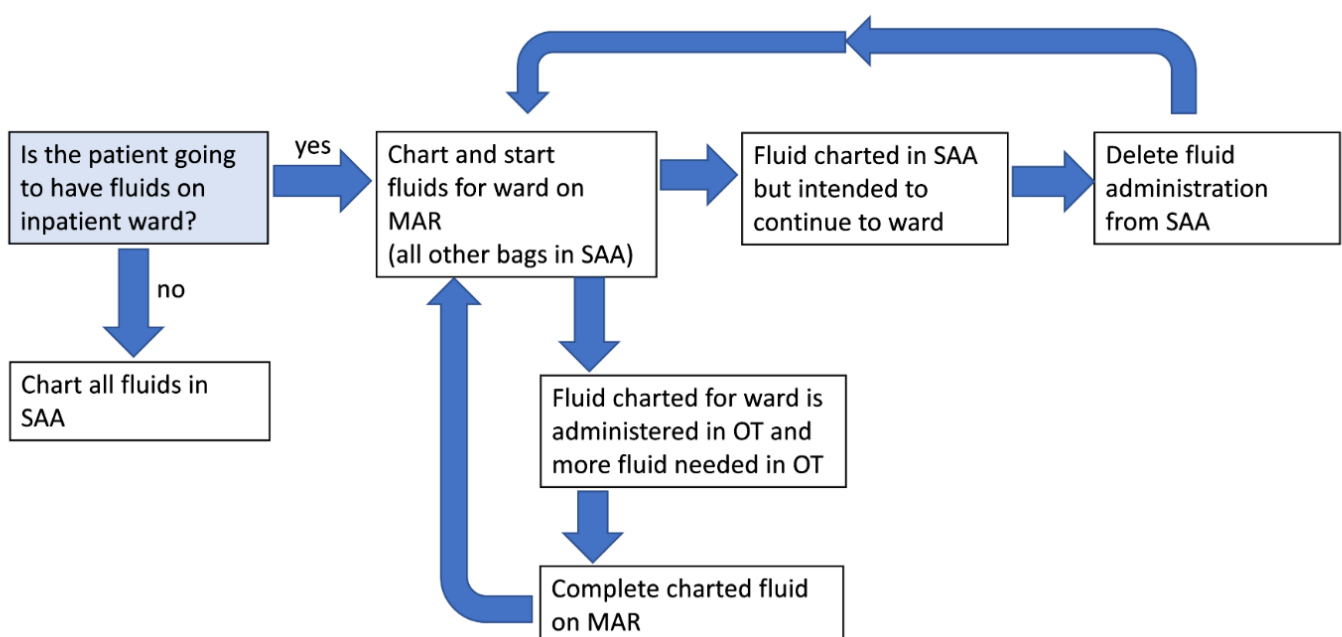 Is the patient going
to have fluids on
inpatient ward?
yes
Chart and start
fluids for ward on
MAR
(all other bags in SAA)
Fluid charted in SAA
but intended to
continue to ward
Delete fluid
administration
from SAA
no
Chart all fluids in
SAA
Fluid charted for ward is
administered in OT and
more fluid needed in OT
Complete charted fluid
on MAR